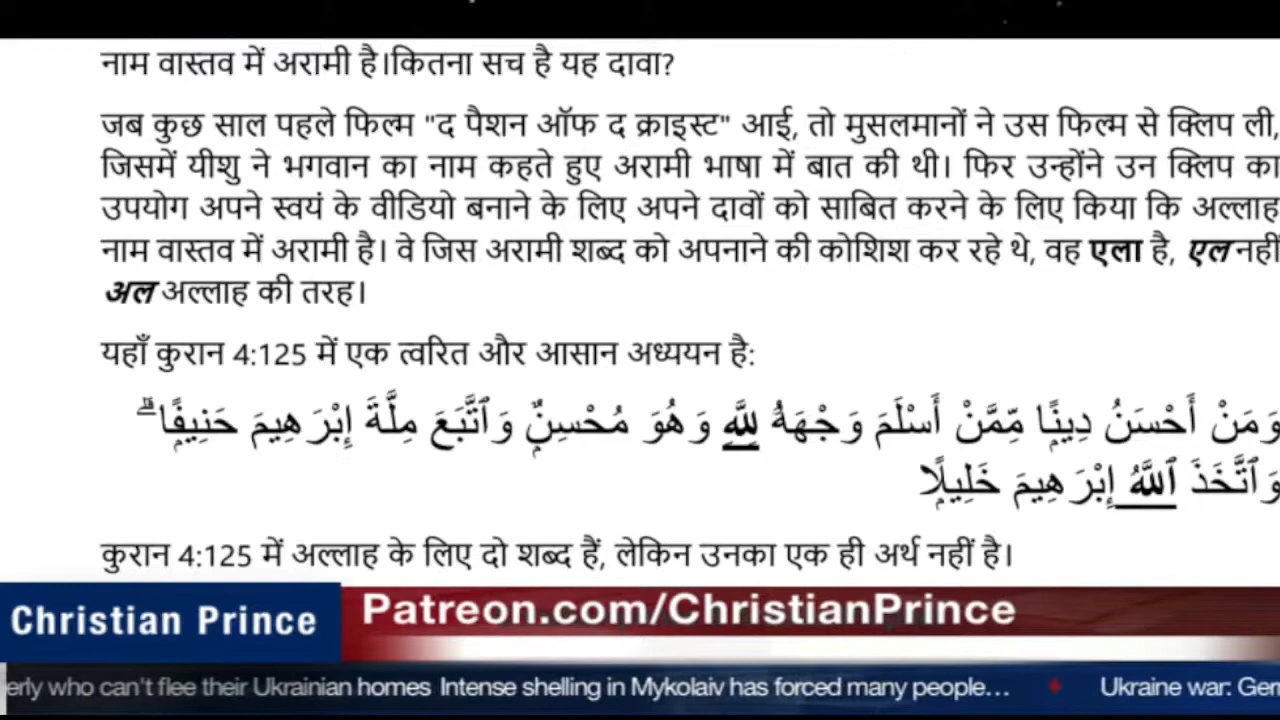 नाम वास्तव में अरामी है।कितना सच है यह दावा?
जब कुछ साल पहले फिल्म "द पैशन ऑफ द क्राइस्ट" आई, तो मुसलमानों ने उस फिल्म से क्लिप ली,
जिसमें यीशु ने भगवान का नाम कहते हुए अरामी भाषा में बात की थी। फिर उन्होंने उन क्लिप का
उपयोग अपने स्वयं के वीडियो बनाने के लिए अपने दावों को साबित करने के लिए किया कि अल्लाह
नाम वास्तव में अरामी है। वे जिस अरामी शब्द को अपनाने की कोशिश कर रहे थे, वह एला है, एल नहीं
अल अल्लाह की तरह।
यहाँ कुरान 4:125 में एक त्वरित और आसान अध्ययन है:
وَمَنْ أَحْسَنُ دِينًۭا مِّمَّنْ أَسْلَمَ وَجْهَهُۥ لِلَّهِ وَهُوَ مُحْسِنٌۭ وَٱتَّبَعَ مِلَّةَ إِبْرَهِيمَ حَنِيفًۭا ۗ
وَٱتَّخَذَ ٱللَّهُ إِبْرَهِيمَ خَلِيلًۭا
कुरान 4:125 में अल्लाह के लिए दो शब्द हैं, लेकिन उनका एक ही अर्थ नहीं है।
Christian Prince
Patreon.com/ChristianPrince
erly who can't flee their Ukrainian homes Intense shelling in Mykolaiv has forced many people… Ukraine war: Ger